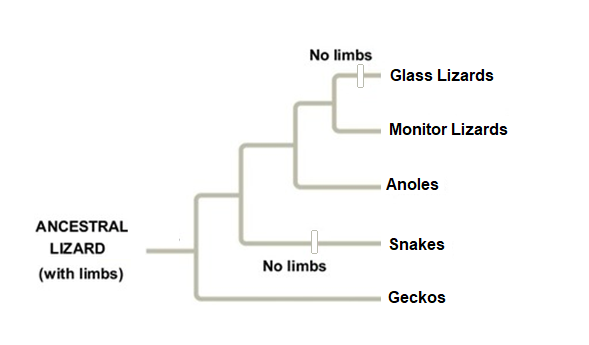 No limbs
Glass Lizards
Monitor Lizards
Anoles
ANCESTRAL
LIZARD
(with limbs)
Snakes
No limbs
Geckos